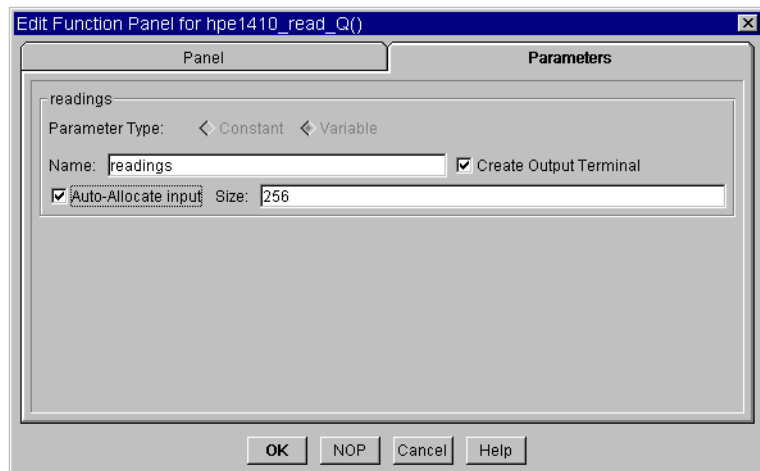 Edit Function Panel for hpe1410_read_Q()
Panel Parameters
readings
Parameter Type: Constant Variable
Name: readings Create Output Terminal
Auto-Allocate input Size: 256
OK NOP Cancel Help